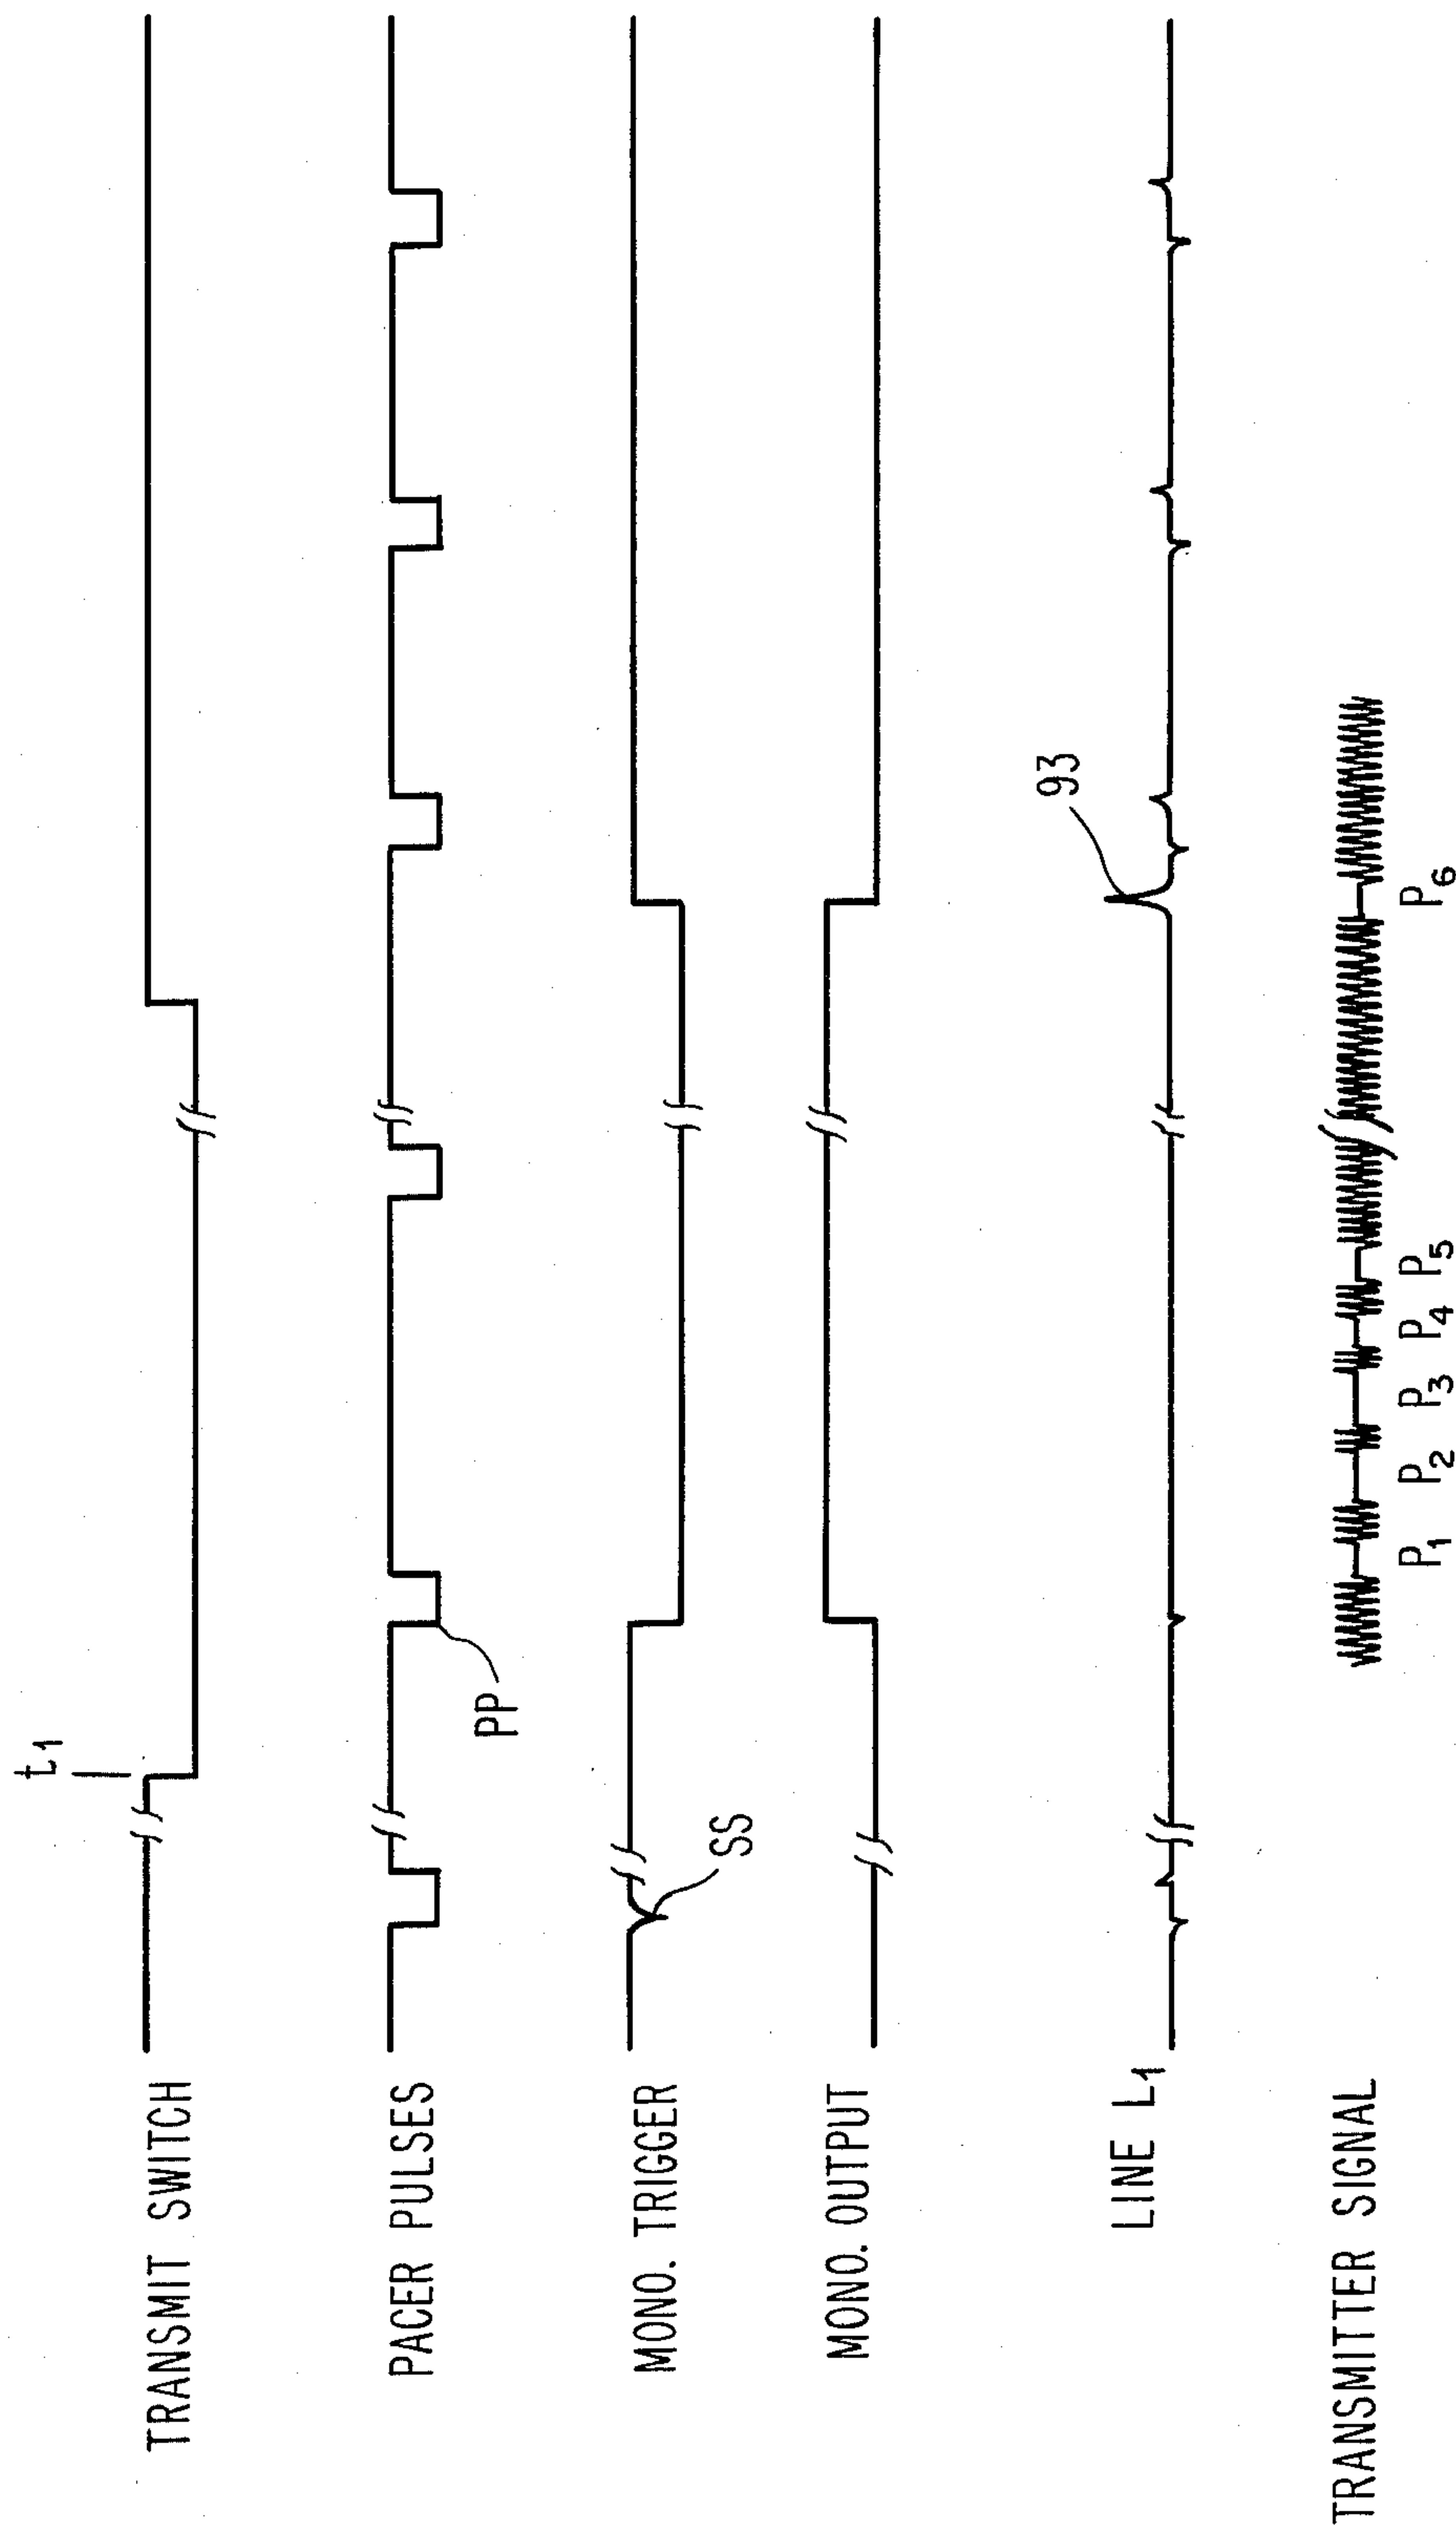 t1
TRANSMIT SWITCH
PACER PULSES
PP
MONO. TRIGGER
SS
MONO. OUTPUT
93
LINE L1
TRANSMITTER SIGNAL
P1 P2 P3 P4 P5 P6